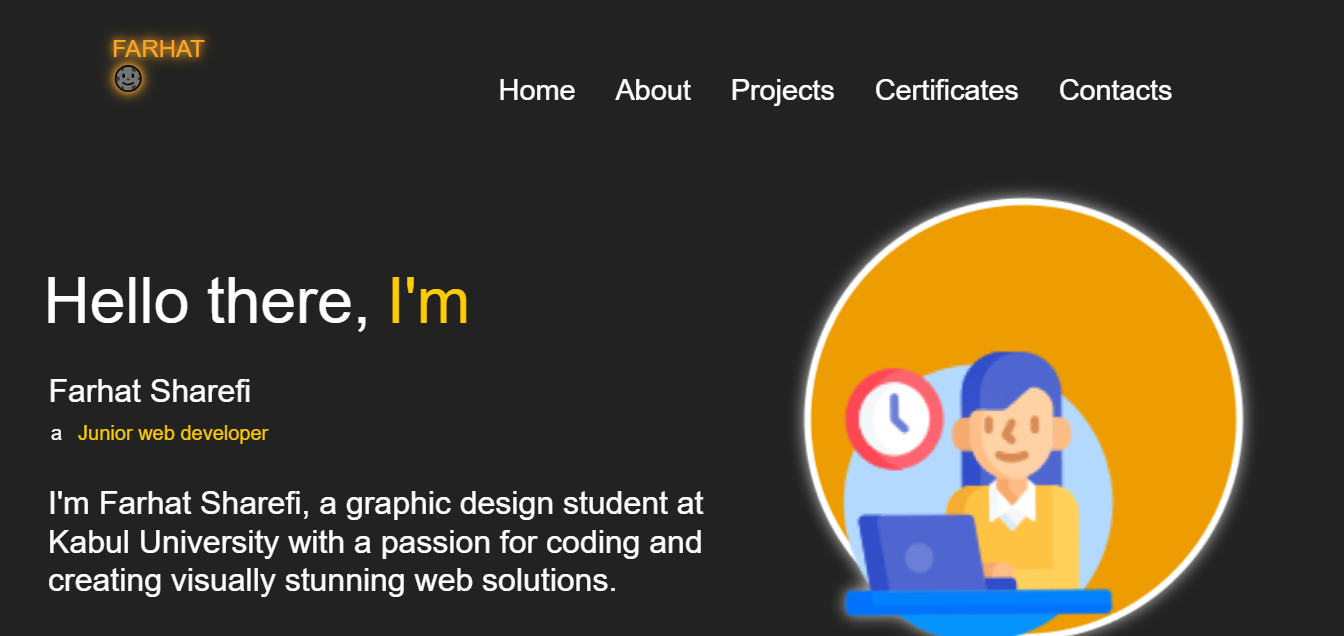 FARHAT
Home About Projects Certificates Contacts
Hello there, I'm
Farhat Sharefi
a Junior web developer
I'm Farhat Sharefi, a graphic design student at
Kabul University with a passion for coding and
creating visually stunning web solutions.